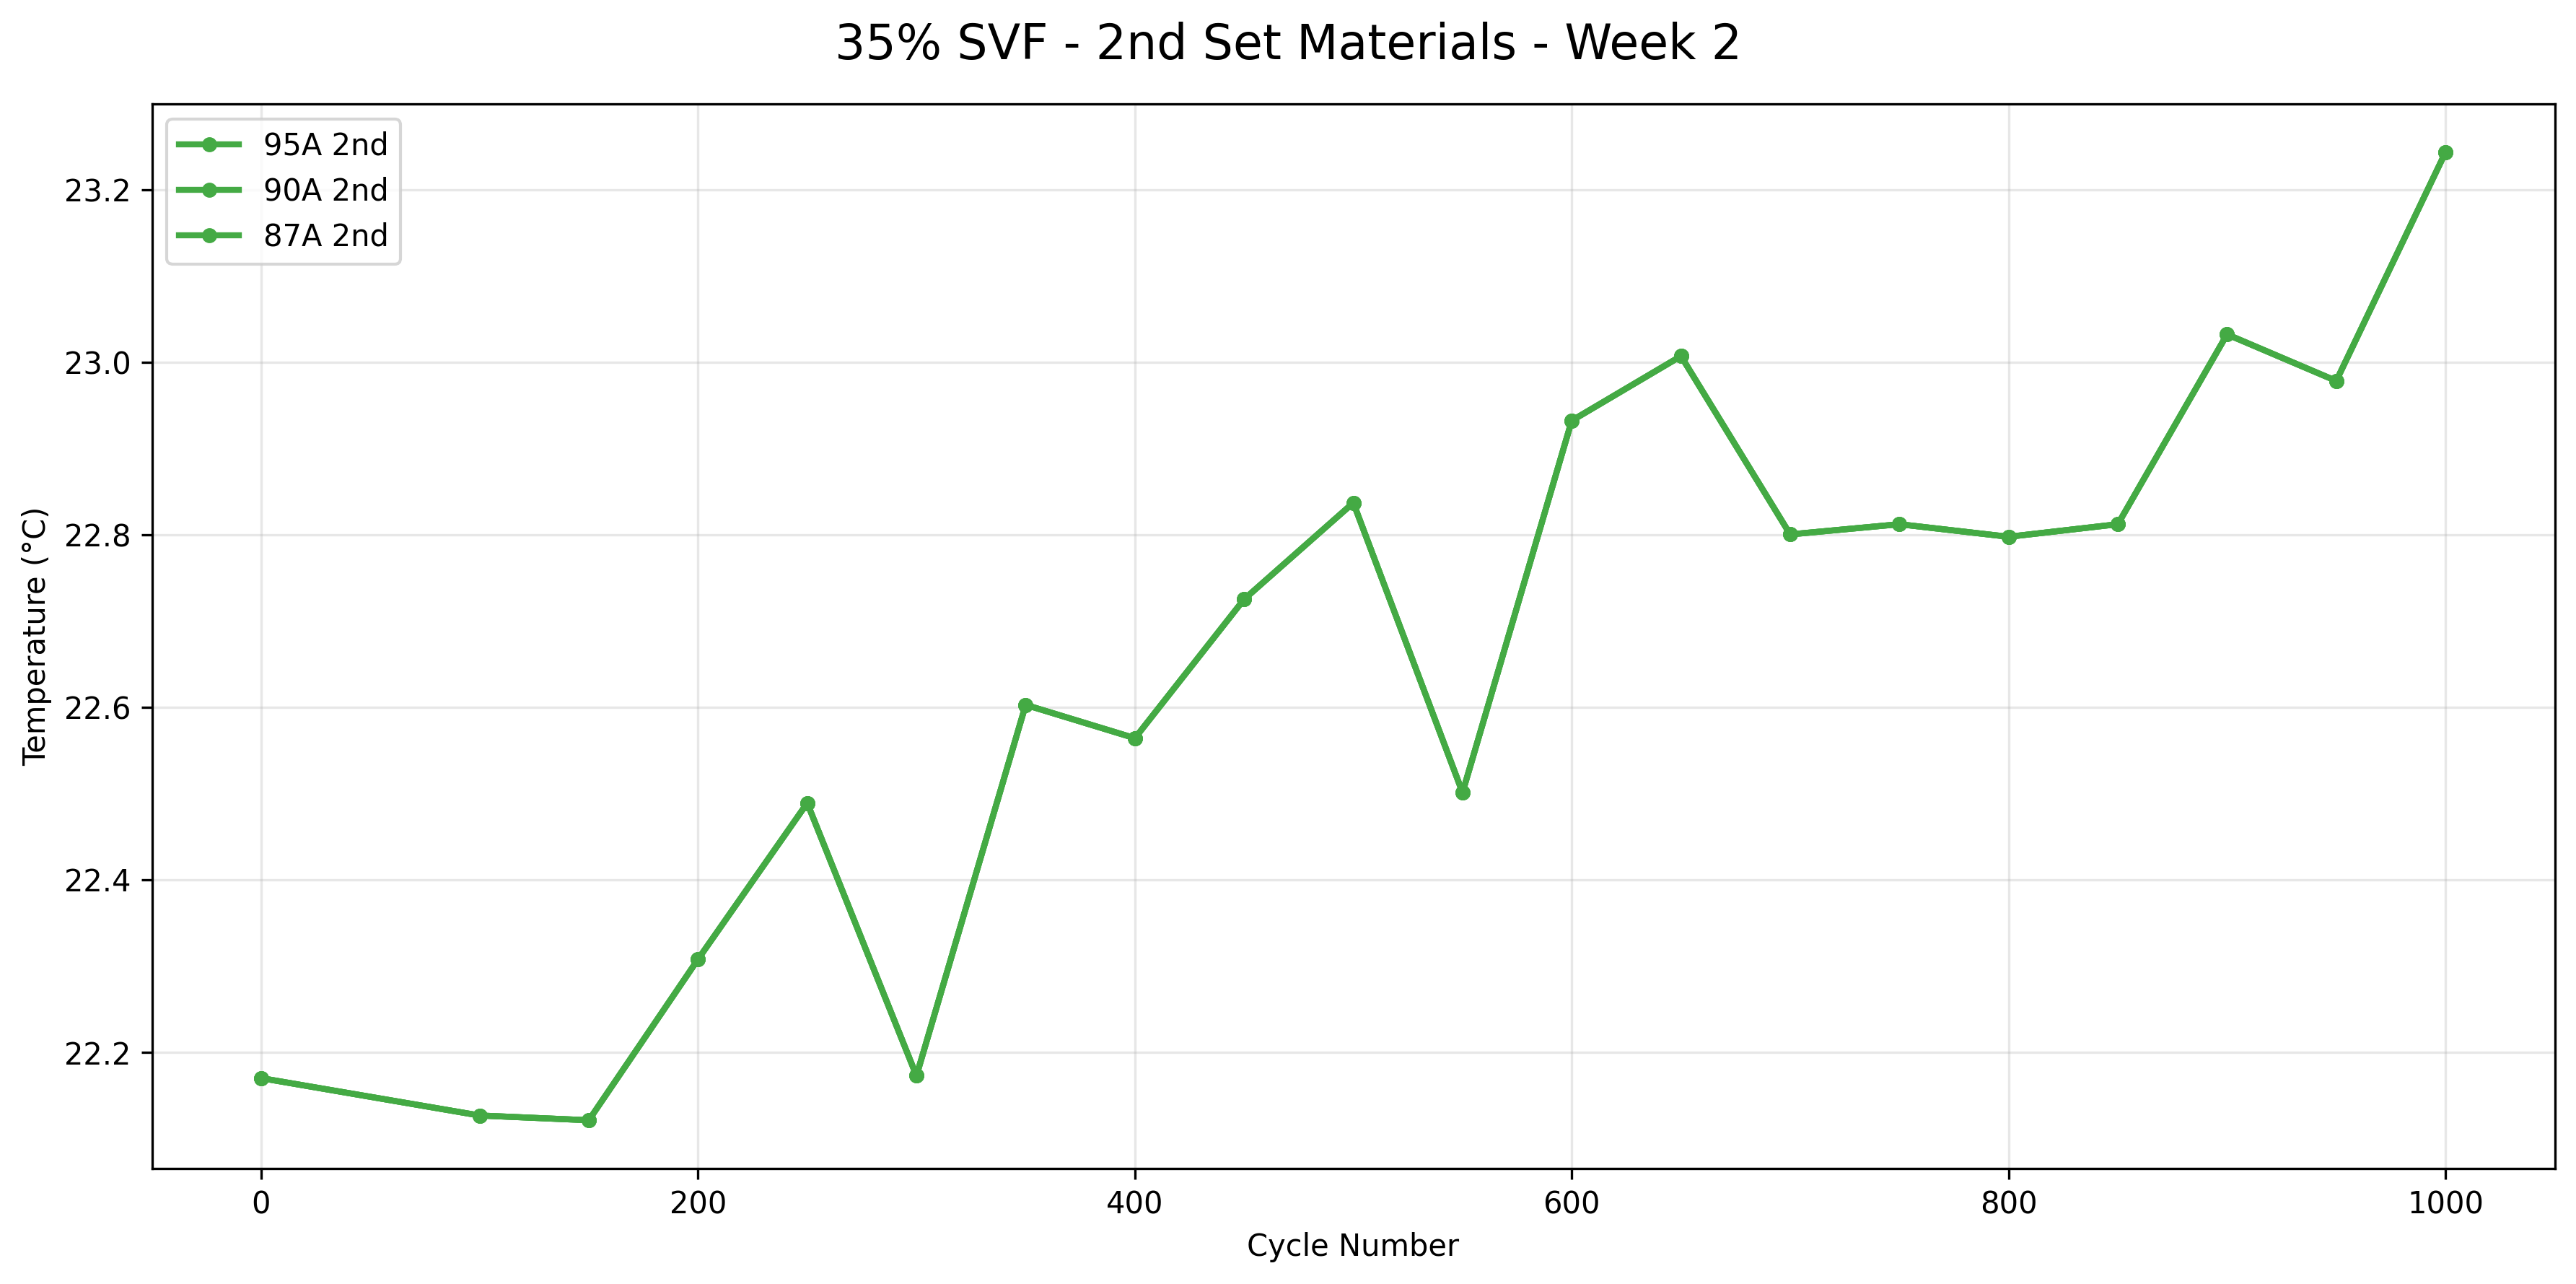 35% SVF - 2nd Set Materials - Week 2
95A 2nd
90A 2nd
87A 2nd
Temperature (°C)
23.2
23.0
22.8
22.6
22.4
22.2
0 200 400 600 800 1000
Cycle Number